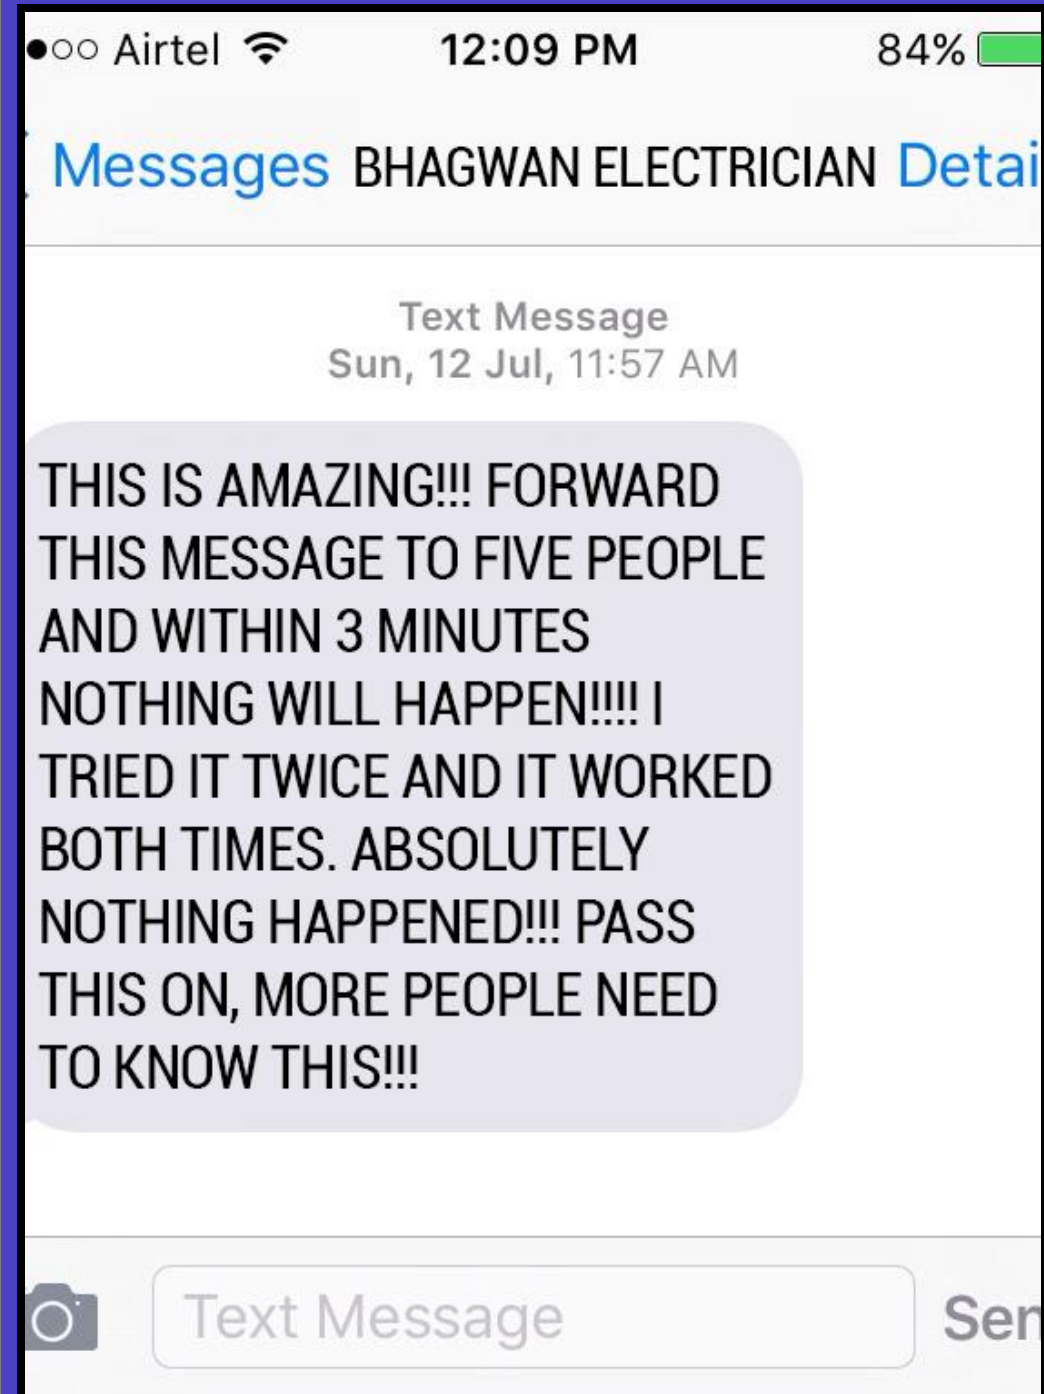 Airtel 12:09 PM 84%
Messages BHAGWAN ELECTRICIAN Detai
Text Message
Sun, 12 Jul, 11:57 AM
THIS IS AMAZING!!! FORWARD
THIS MESSAGE TO FIVE PEOPLE
AND WITHIN 3 MINUTES
NOTHING WILL HAPPEN!!!! I
TRIED IT TWICE AND IT WORKED
BOTH TIMES. ABSOLUTELY
NOTHING HAPPENED!!! PASS
THIS ON, MORE PEOPLE NEED
TO KNOW THIS!!!
Text Message Sen